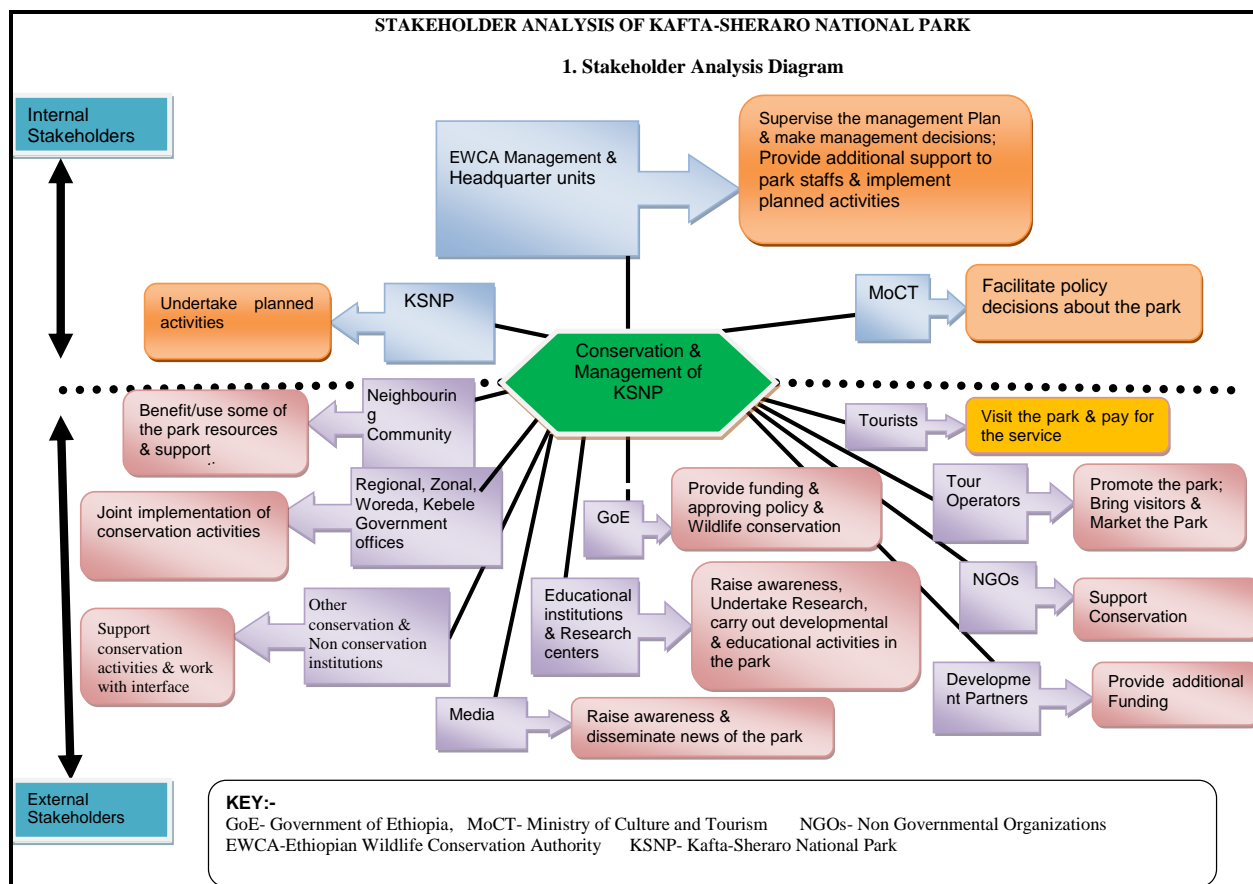 STAKEHOLDER ANALYSIS OF KAFTA-SHERARO NATIONAL PARK
1. Stakeholder Analysis Diagram
Internal
Stakeholders
EWCA Management &
Headquarter units
Supervise the management Plan
& make management decisions;
Provide additional support to
park staffs & implement
planned activities
Undertake planned
activities
KSNP
MoCT
Facilitate policy
decisions about the park
Conservation &
Management of
KSNP
Benefit/use some of
the park resources
& support
Neighbourin
g
Community
Tourists
Visit the park & pay for
the service
Joint implementation of
conservation activities
Regional, Zonal,
Woreda, Kebele
Government
offices
GoE
Provide funding &
approving policy &
Wildlife conservation
Tour
Operators
Promote the park;
Bring visitors &
Market the Park
Support
conservation
activities & work
with interface
Other
conservation &
Non conservation
institutions
Educational
institutions
& Research
centers
Raise awareness,
Undertake Research,
carry out developmental
& educational activities in
the park
NGOs
Support
Conservation
Media
Raise awareness &
disseminate news of the park
Developme
nt Partners
Provide additional
Funding
External
Stakeholders
KEY:-
GoE- Government of Ethiopia, MoCT- Ministry of Culture and Tourism NGOs- Non Governmental Organizations
EWCA-Ethiopian Wildlife Conservation Authority KSNP- Kafta-Sheraro National Park